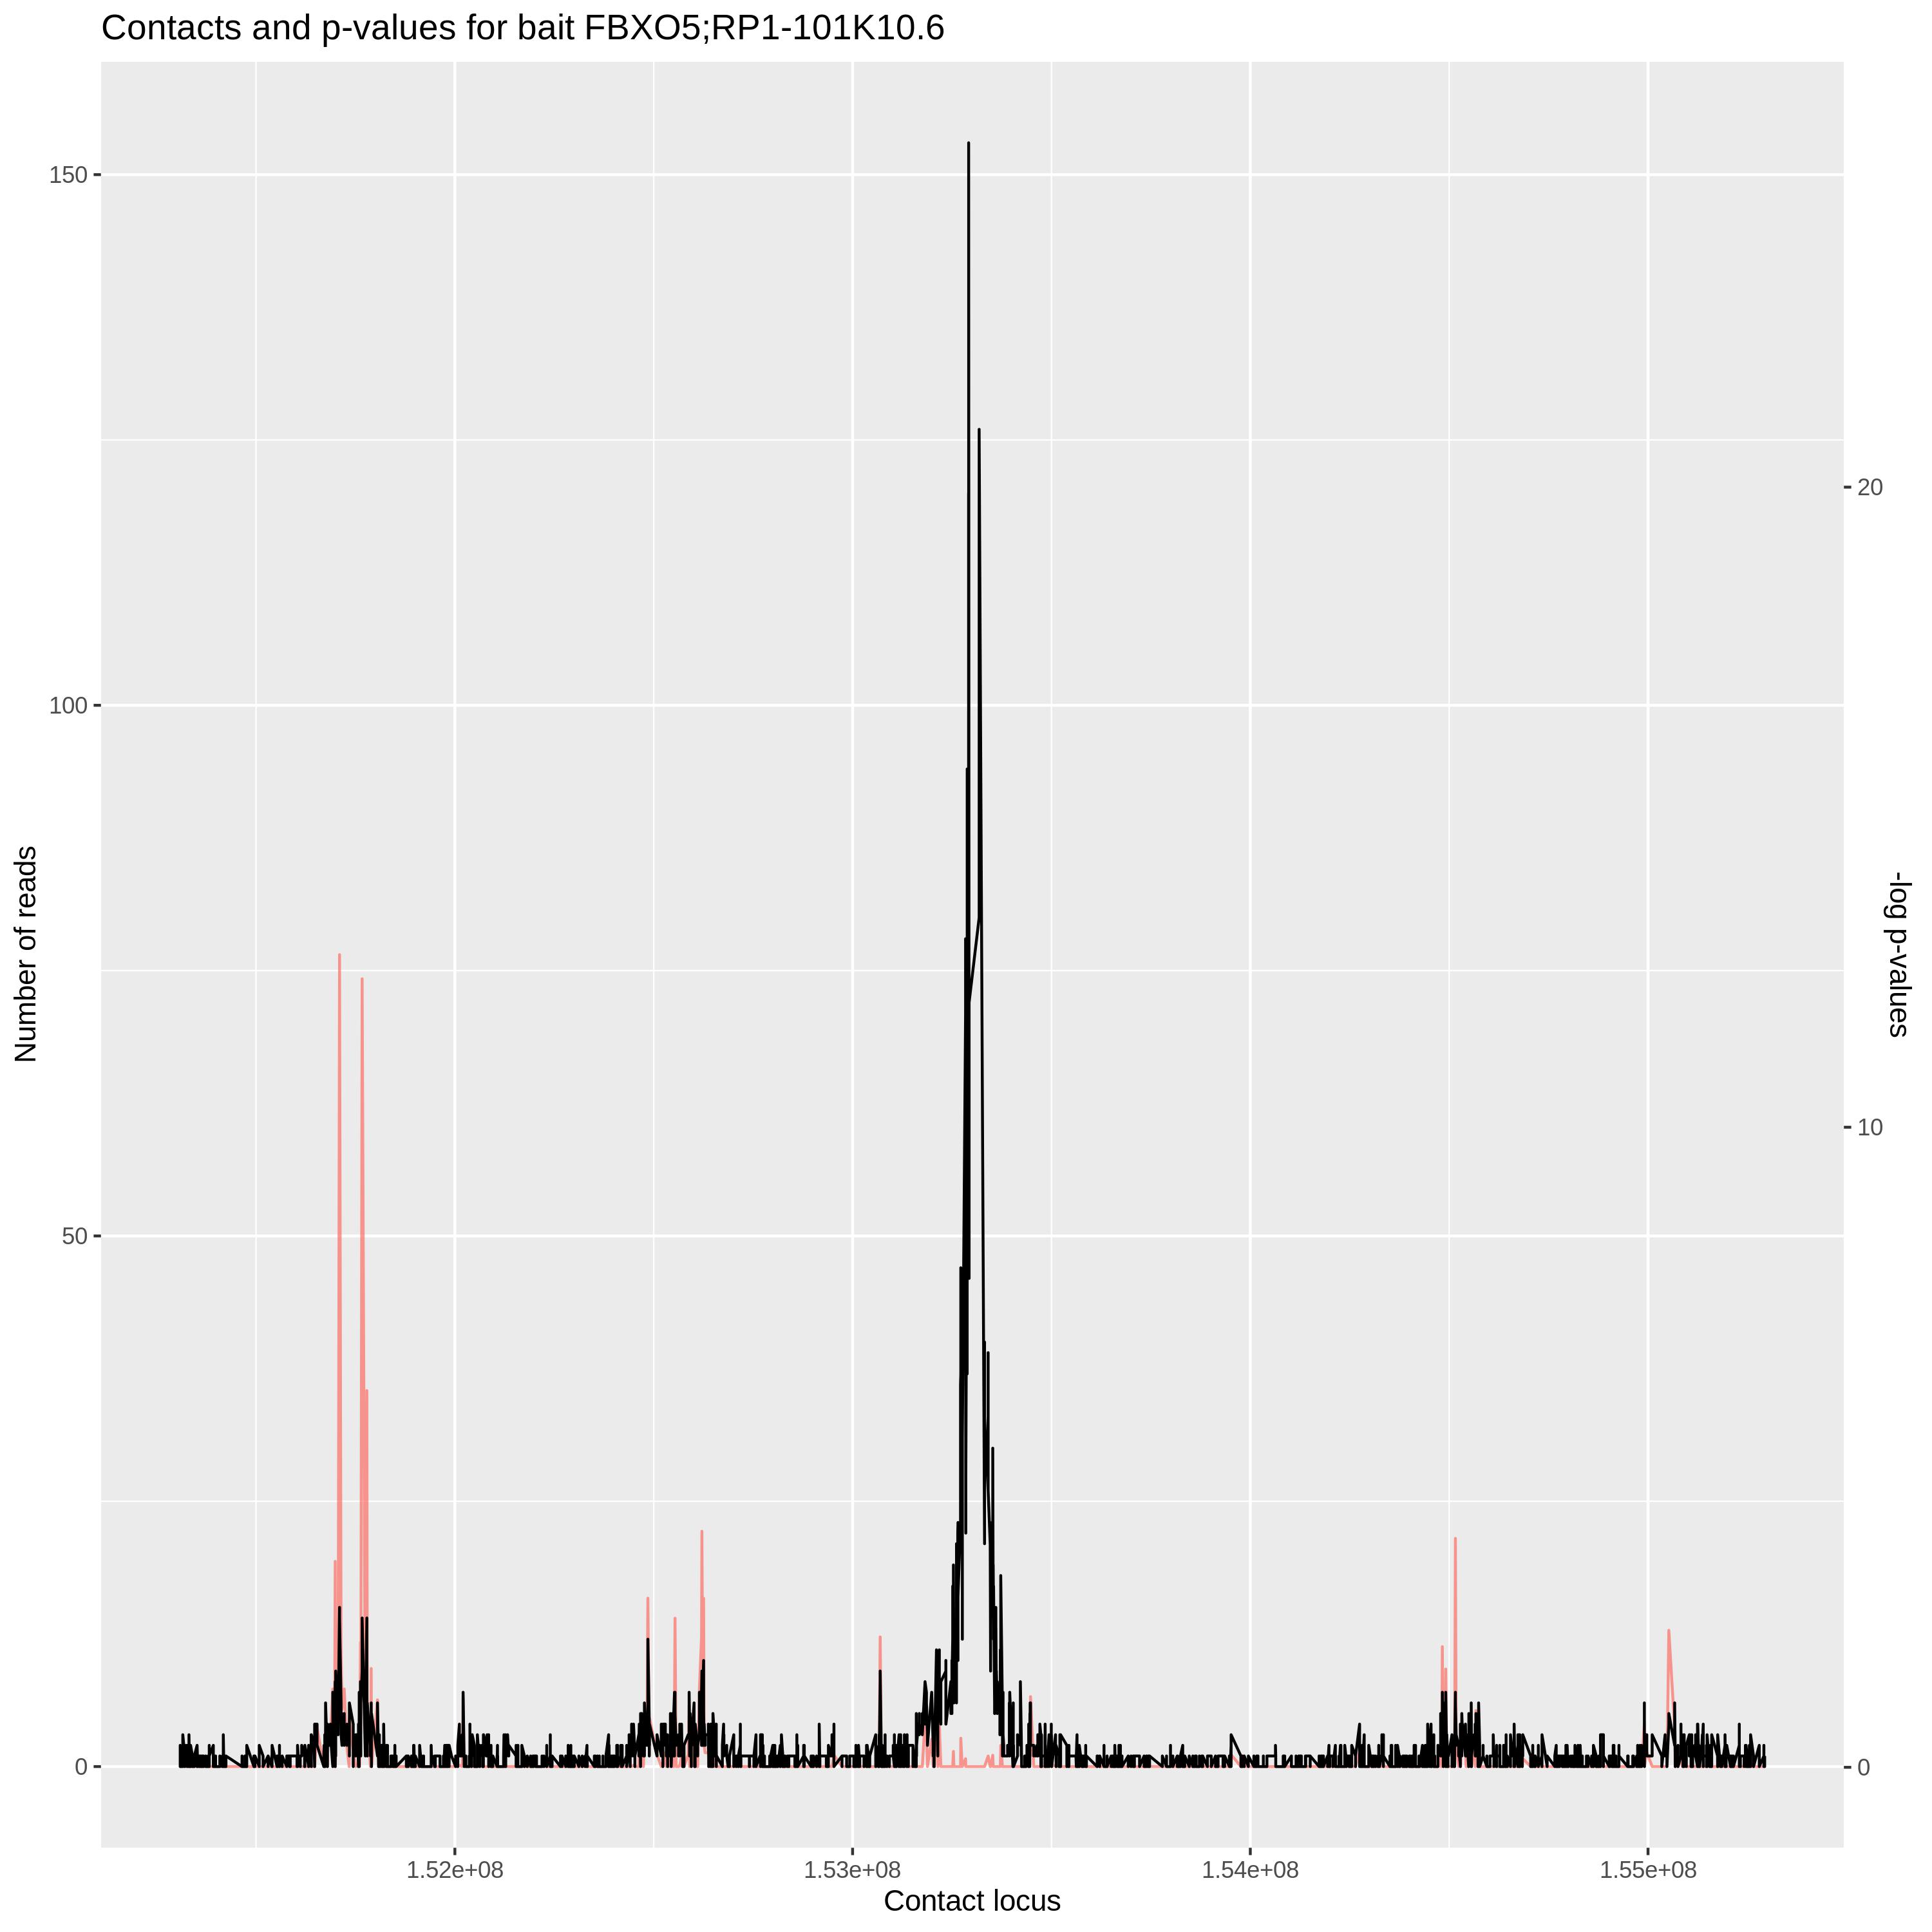 Contacts and p-values for bait FBXO5;RP1-101K10.6
150
100
50
0
Number of reads
20
10
0
-log p-values
1.52e+08
1.53e+08
1.54e+08
1.55e+08
Contact locus